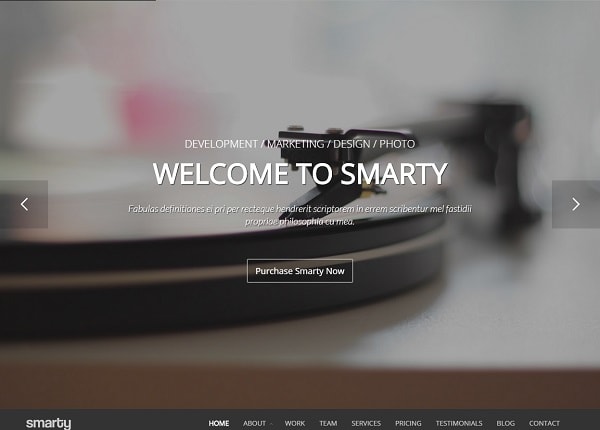 DEVELOPMENT / MARKETING / DESIGN / PHOTO
WELCOME TO SMARTY
Fabulas definitiones ei pri per recteque hendrerit scriptorem in errem scribentur mel fastidii
proprioe philosophia cu mea.
Purchase Smarty Now
smarty
HOME ABOUT WORK TEAM SERVICES PRICING TESTIMONIALS BLOG CONTACT